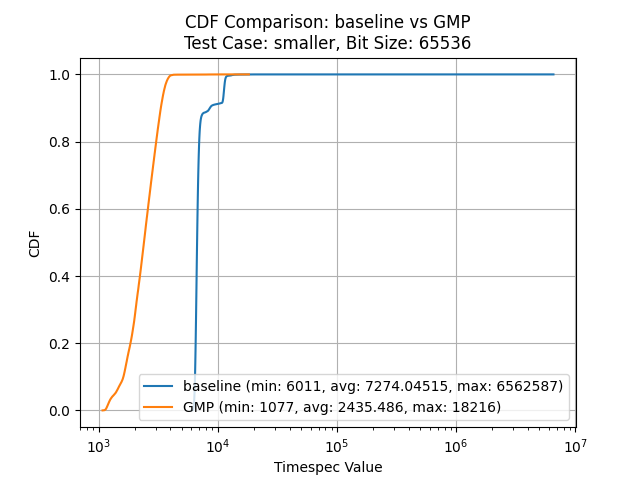 CDF Comparison: baseline vs GMP
Test Case: smaller, Bit Size: 65536
1.0
0.8
0.6
0.4
0.2
0.0
CDF
baseline (min: 6011, avg: 7274.04515, max: 6562587)
GMP (min: 1077, avg: 2435.486, max: 18216)
10³ 10⁴ 10⁵ 10⁶ 10⁷
Timespec Value